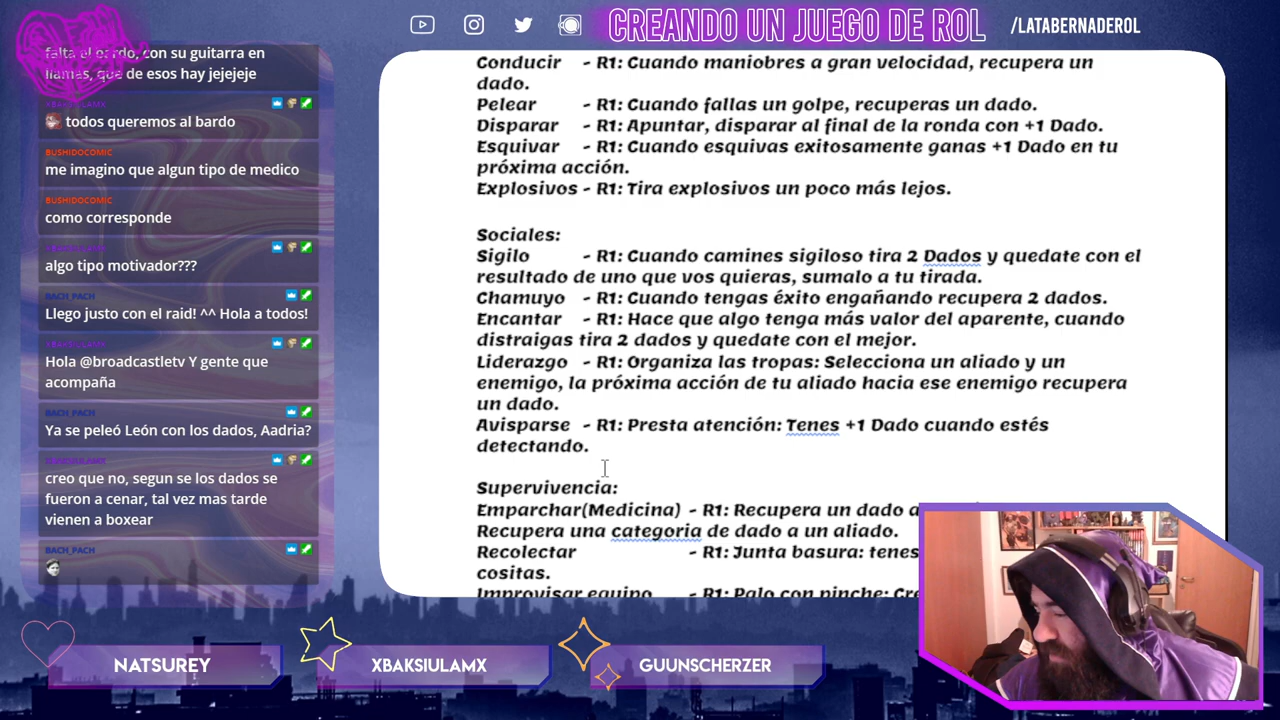 CREANDO UN JUEGO DE ROL
/LATABERNADEROL
falta el bardo, con su guitarra en
llamas, que de esos hay jejejeje
XBAKSIULAMX
todos queremos al bardo
BUSHIDOCOMIC
me imagino que algun tipo de medico
BUSHIDOCOMIC
como corresponde
XBAKSIULAMX
algo tipo motivador???
BACH_PACH
Llego justo con el raid! ^^ Hola a todos!
XBAKSIULAMX
Hola @broadcastletv Y gente que
acompaña
BACH_PACH
Ya se peleó León con los dados, Aadria?
XBAKSIULAMX
creo que no, segun se los dados se
fueron a cenar, tal vez mas tarde
vienen a boxear
BACH_PACH
Conducir - R1: Cuando maniobres a gran velocidad, recupera un
dado.
Pelear - R1: Cuando fallas un golpe, recuperas un dado.
Disparar - R1: Apuntar, disparar al final de la ronda con +1 Dado.
Esquivar - R1: Cuando esquivas exitosamente ganas +1 Dado en tu
próxima acción.
Explosivos - R1: Tira explosivos un poco más lejos.
Sociales:
Sigilo - R1: Cuando camines sigiloso tira 2 Dados y quedate con el
resultado de uno que vos quieras, sumalo a tu tirada.
Chamuyo - R1: Cuando tengas éxito engañando recupera 2 dados.
Encantar - R1: Hace que algo tenga más valor del aparente, cuando
distraigas tira 2 dados y quedate con el mejor.
Liderazgo - R1: Organiza las tropas: Selecciona un aliado y un
enemigo, la próxima acción de tu aliado hacia ese enemigo recupera
un dado.
Avisparse - R1: Presta atención: Tenes +1 Dado cuando estés
detectando.
Supervivencia:
Emparchar(Medicina) - R1: Recupera un dado a
Recupera una categoria de dado a un aliado.
Recolectar - R1: Junta basura: tenes
cositas.
Improvisar equipo - R1: Palo con pinche: Cre
NATSUREY
XBAKSIULAMX
GUUNSCHERZER